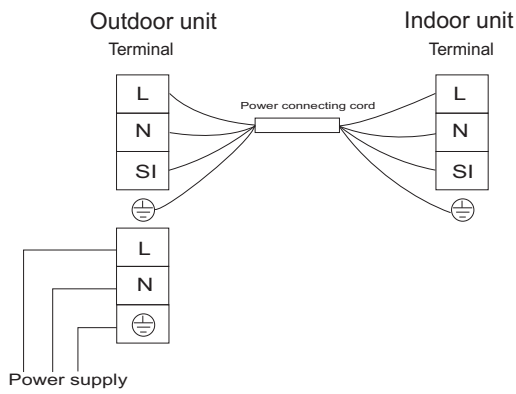 Outdoor unit
Terminal
Indoor unit
Terminal
Power connecting cord
L
N
SI
L
N
SI
L
N
Power supply